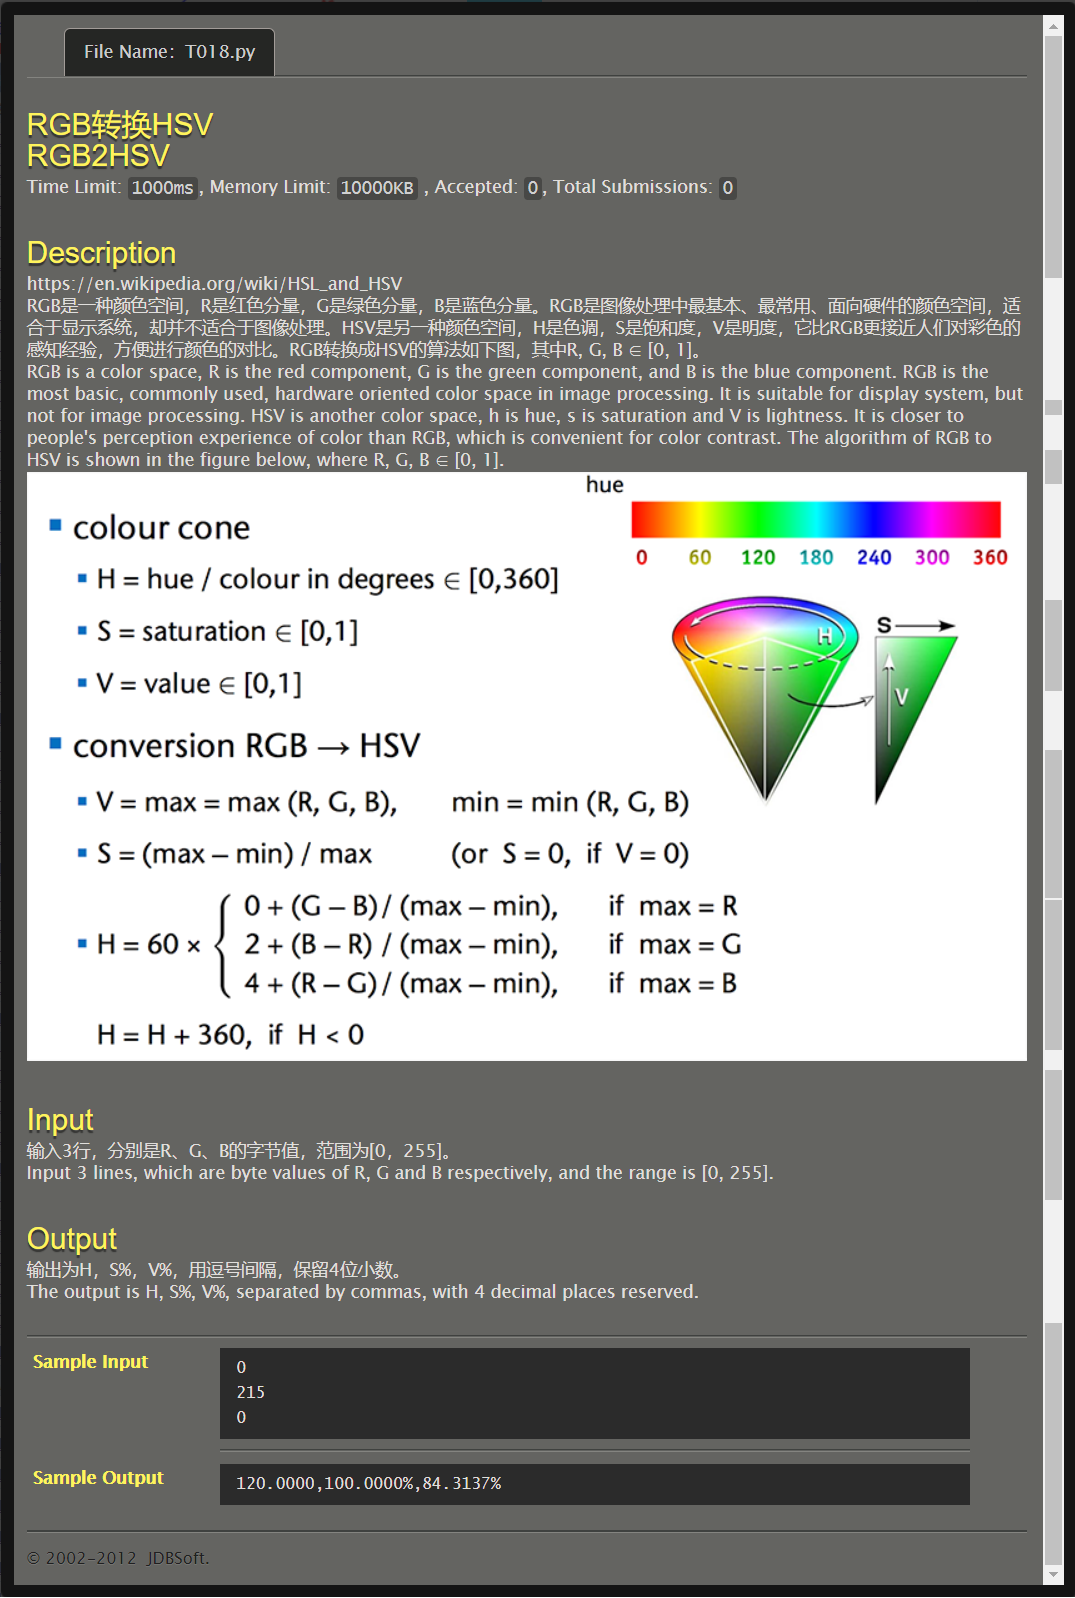 File Name：T018.py
RGB转换HSV
RGB2HSV
Time Limit: 1000ms, Memory Limit: 10000KB , Accepted: 0, Total Submissions: 0
Description
https://en.wikipedia.org/wiki/HSL_and_HSV
RGB是一种颜色空间，R是红色分量，G是绿色分量，B是蓝色分量。RGB是图像处理中最基本、最常用、面向硬件的颜色空间，适
合于显示系统，却并不适合于图像处理。HSV是另一种颜色空间，H是色调，S是饱和度，V是明度，它比RGB更接近人们对彩色的
感知经验，方便进行颜色的对比。RGB转换成HSV的算法如下图，其中R, G, B ∈ [0, 1]。
RGB is a color space, R is the red component, G is the green component, and B is the blue component. RGB is the
most basic, commonly used, hardware oriented color space in image processing. It is suitable for display system, but
not for image processing. HSV is another color space, h is hue, s is saturation and V is lightness. It is closer to
people's perception experience of color than RGB, which is convenient for color contrast. The algorithm of RGB to
HSV is shown in the figure below, where R, G, B ∈ [0, 1].
hue
0 60 120 180 240 300 360
colour cone
H = hue / colour in degrees ∈ [0,360]
S = saturation ∈ [0,1]
V = value ∈ [0,1]
H
S
V
conversion RGB → HSV
V = max = max (R, G, B), min = min (R, G, B)
S = (max – min) / max (or S = 0, if V = 0)
H = 60 ×
0 + (G – B) / (max – min), if max = R
2 + (B – R) / (max – min), if max = G
4 + (R – G) / (max – min), if max = B
H = H + 360, if H < 0
Input
输入3行，分别是R、G、B的字节值，范围为[0，255]。
Input 3 lines, which are byte values of R, G and B respectively, and the range is [0, 255].
Output
输出为H，S%，V%，用逗号间隔，保留4位小数。
The output is H, S%, V%, separated by commas, with 4 decimal places reserved.
Sample Input
0
215
0
Sample Output
120.0000,100.0000%,84.3137%
© 2002-2012 JDBSoft.